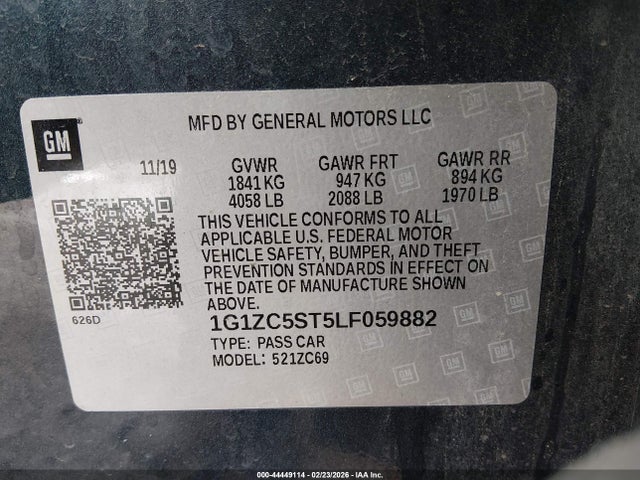 GM
MFD BY GENERAL MOTORS LLC
11/19 GVWR GAWR FRT GAWR RR
1841 KG 947 KG 894 KG
4058 LB 2088 LB 1970 LB
THIS VEHICLE CONFORMS TO ALL
APPLICABLE U.S. FEDERAL MOTOR
VEHICLE SAFETY, BUMPER, AND THEFT
PREVENTION STANDARDS IN EFFECT ON
THE DATE OF MANUFACTURE SHOWN
ABOVE.
626D
1G1ZC5ST5LF059882
TYPE: PASS CAR
MODEL: 521ZC69
000-44449114 - 02/23/2026 - IAA Inc.